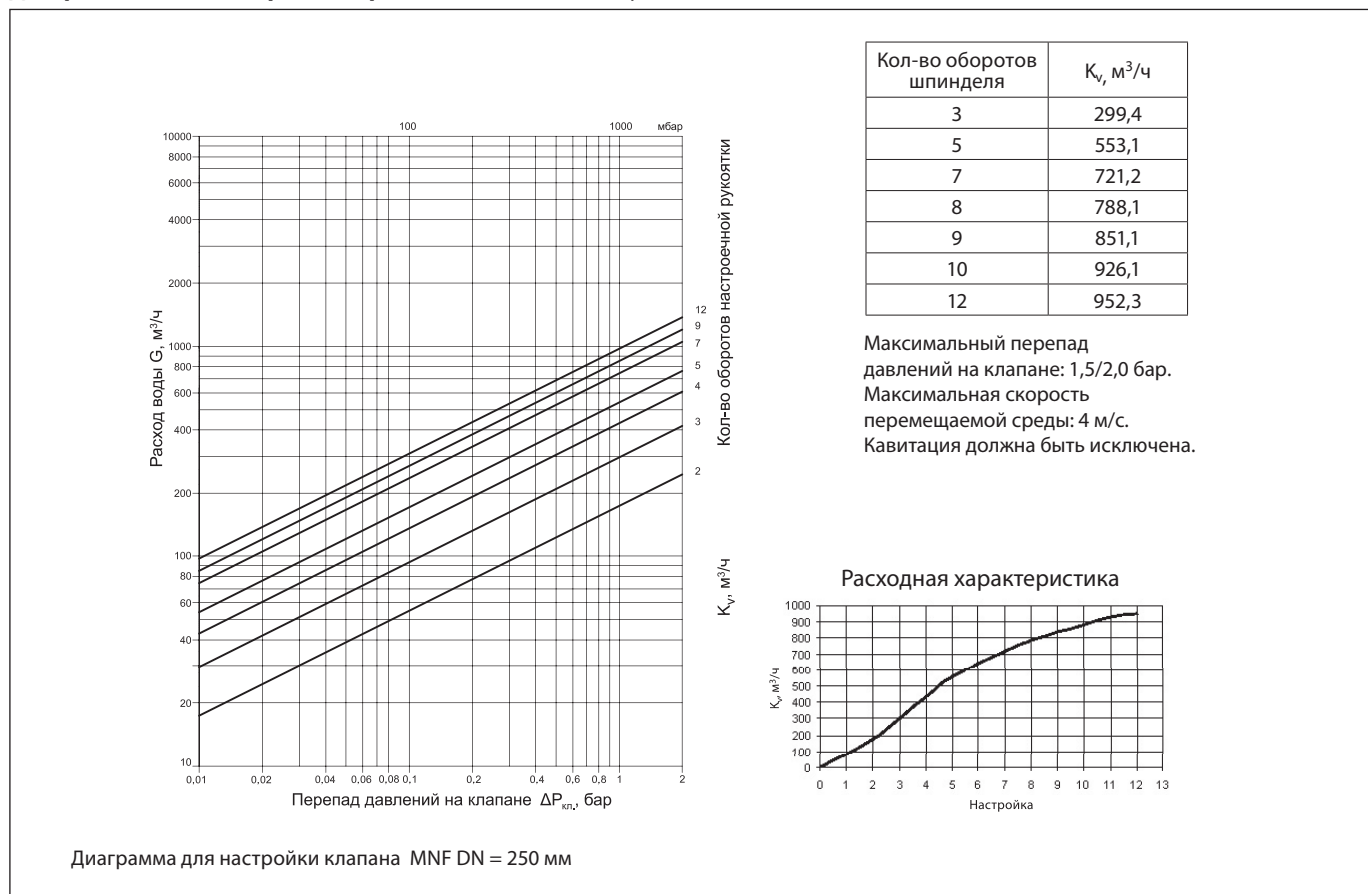 Кол-во оборотов шпинделя	Kv, м³/ч
3	299,4
5	553,1
7	721,2
8	788,1
9	851,1
10	926,1
12	952,3
Максимальный перепад
давлений на клапане: 1,5/2,0 бар.
Максимальная скорость
перемещаемой среды: 4 м/с.
Кавитация должна быть исключена.
100 1000 мбар
10000
8000
6000
4000
2000
1000
800
600
400
200
100
80
60
40
20
10
Расход воды G, м³/ч
12
9
7
5
4
3
2
Кол-во оборотов настроечной рукоятки
Kv, м³/ч
0,01 0,02 0,04 0,06 0,08 0,1 0,2 0,4 0,6 0,8 1 2
Перепад давлений на клапане ΔPкл., бар
Расходная характеристика
1000
900
800
700
600
500
400
300
200
100
0
Kv, м³/ч
0 1 2 3 4 5 6 7 8 9 10 11 12 13
Настройка
Диаграмма для настройки клапана MNF DN = 250 мм